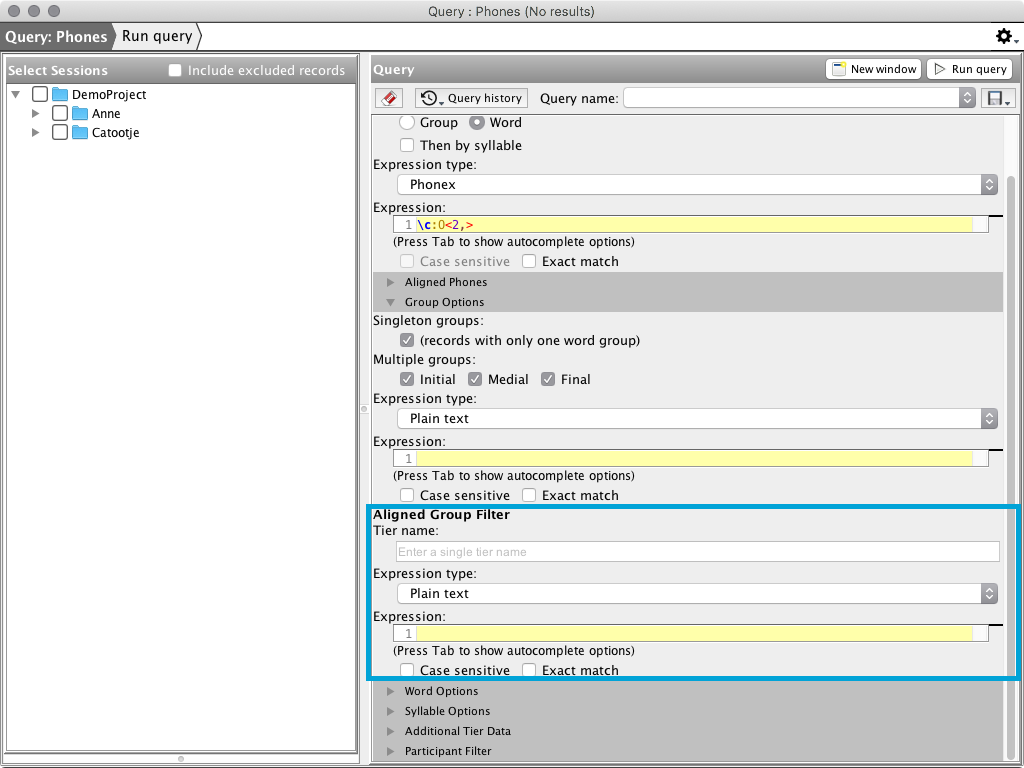 Query : Phones (No results)
Query: Phones Run query
Select Sessions Include excluded records
DemoProject
Anne
Catootje
Query New window Run query
Query history Query name:
Group Word
Then by syllable
Expression type:
Phonex
Expression:
1 \c:O<2,>
(Press Tab to show autocomplete options)
Case sensitive Exact match
Aligned Phones
Group Options
Singleton groups:
(records with only one word group)
Multiple groups:
Initial Medial Final
Expression type:
Plain text
Expression:
1
(Press Tab to show autocomplete options)
Case sensitive Exact match
Aligned Group Filter
Tier name:
Enter a single tier name
Expression type:
Plain text
Expression:
1
(Press Tab to show autocomplete options)
Case sensitive Exact match
Word Options
Syllable Options
Additional Tier Data
Participant Filter